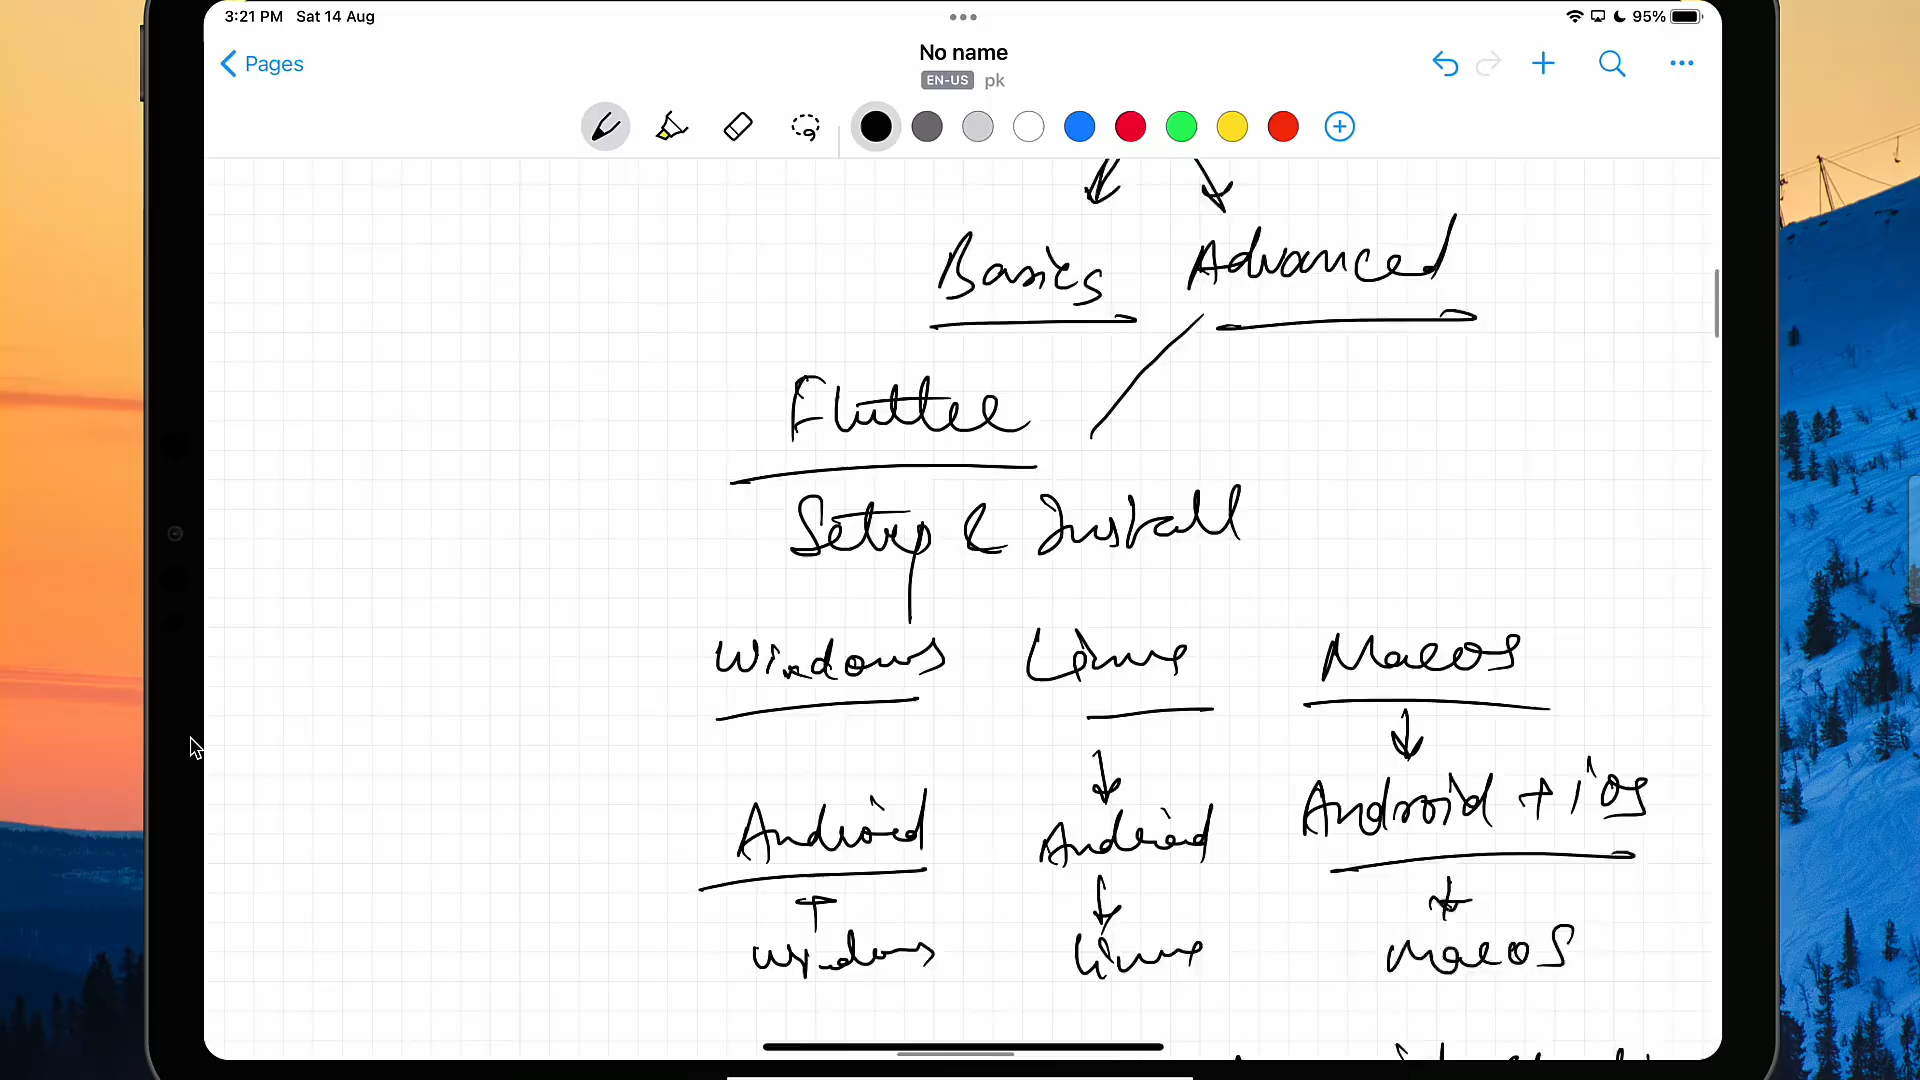 3:21 PM Sat 14 Aug
95%
Pages
No name
EN-US pk
Basics Advanced
Flutter
Setup & Install
Windows Linux MacOS
Android Android Android + iOS
Windows Linux MacOS